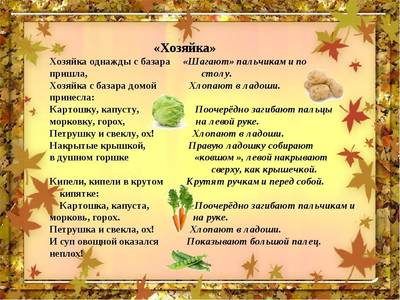 «Хозяйка»
Хозяйка однажды с базара «Шагают» пальчикам и по
пришла, столу.
Хозяйка с базара домой Хлопают в ладоши.
принесла:
Картошку, капусту, Поочерёдно загибают пальцы
морковку, горох, на левой руке.
Петрушку и свеклу, ох! Хлопают в ладоши.
Накрытые крышкой, Правую ладошку собирают
в душном горшке «ковшом », левой накрывают
сверху, как крышечкой.
Кипели, кипели в крутом Крутят ручкам и перед собой.
кипятке:
Картошка, капуста, Поочерёдно загибают пальчикам и
морковь, горох. на руке.
Петрушка и свекла, ох! Хлопают в ладоши.
И суп овощной оказался Показывают большой палец.
неплох!